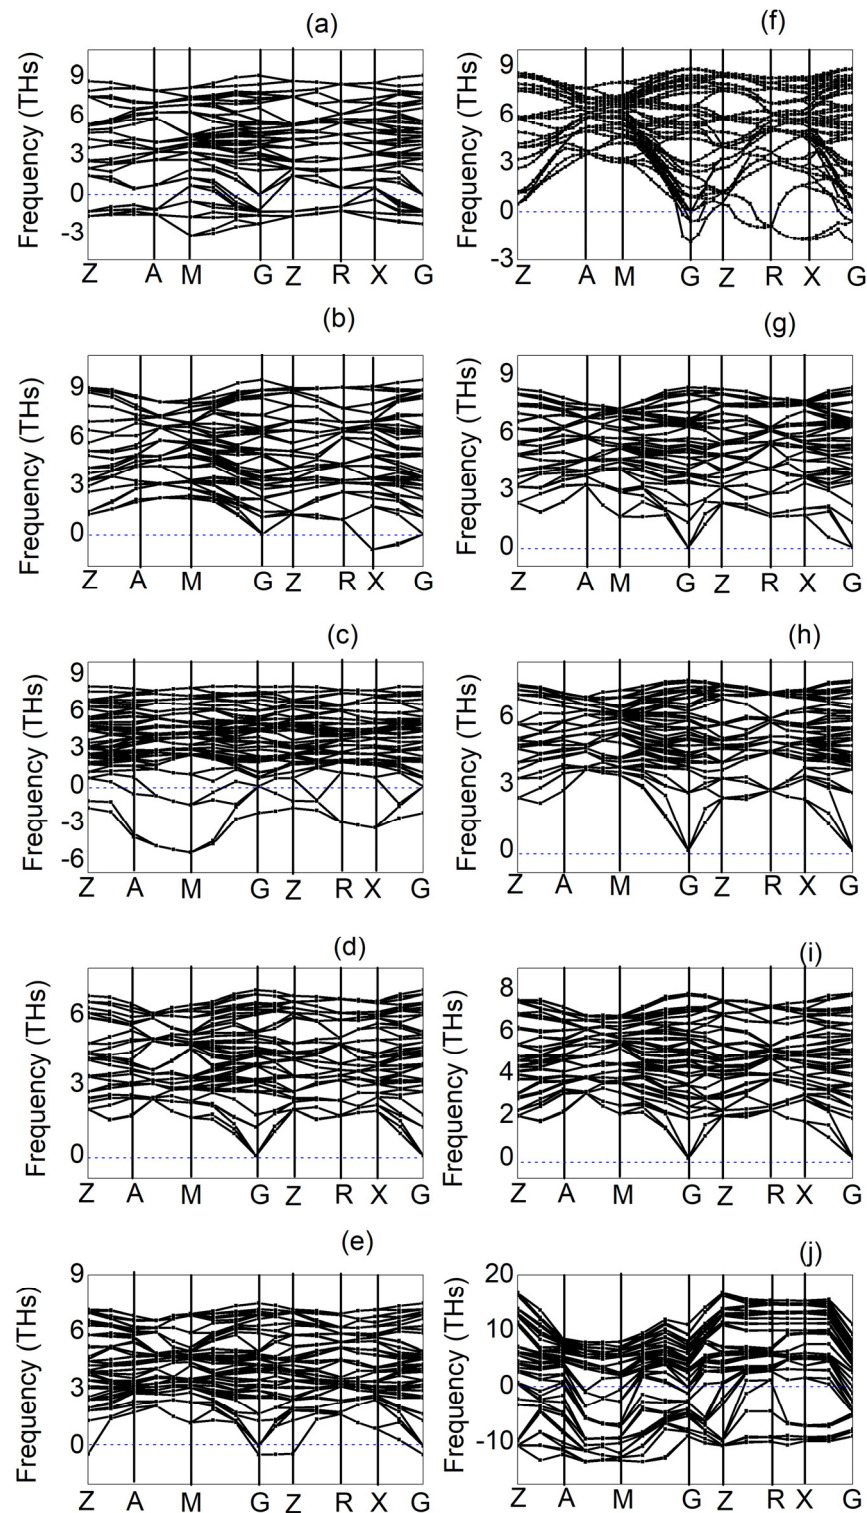 (a)
Frequency (THs)
9
6
3
0
-3
Z A M G Z R X G
(f)
Frequency (THs)
9
6
3
0
-3
Z A M G Z R X G
(b)
Frequency (THs)
9
6
3
0
Z A M G Z R X G
(g)
Frequency (THs)
9
6
3
0
Z A M G Z R X G
(c)
Frequency (THs)
9
6
3
0
-3
-6
Z A M G Z R X G
(h)
Frequency (THs)
6
3
0
Z A M G Z R X G
(d)
Frequency (THs)
6
3
0
Z A M G Z R X G
(i)
Frequency (THs)
8
6
4
2
0
Z A M G Z R X G
(e)
Frequency (THs)
9
6
3
0
Z A M G Z R X G
(j)
Frequency (THs)
20
10
0
-10
Z A M G Z R X G